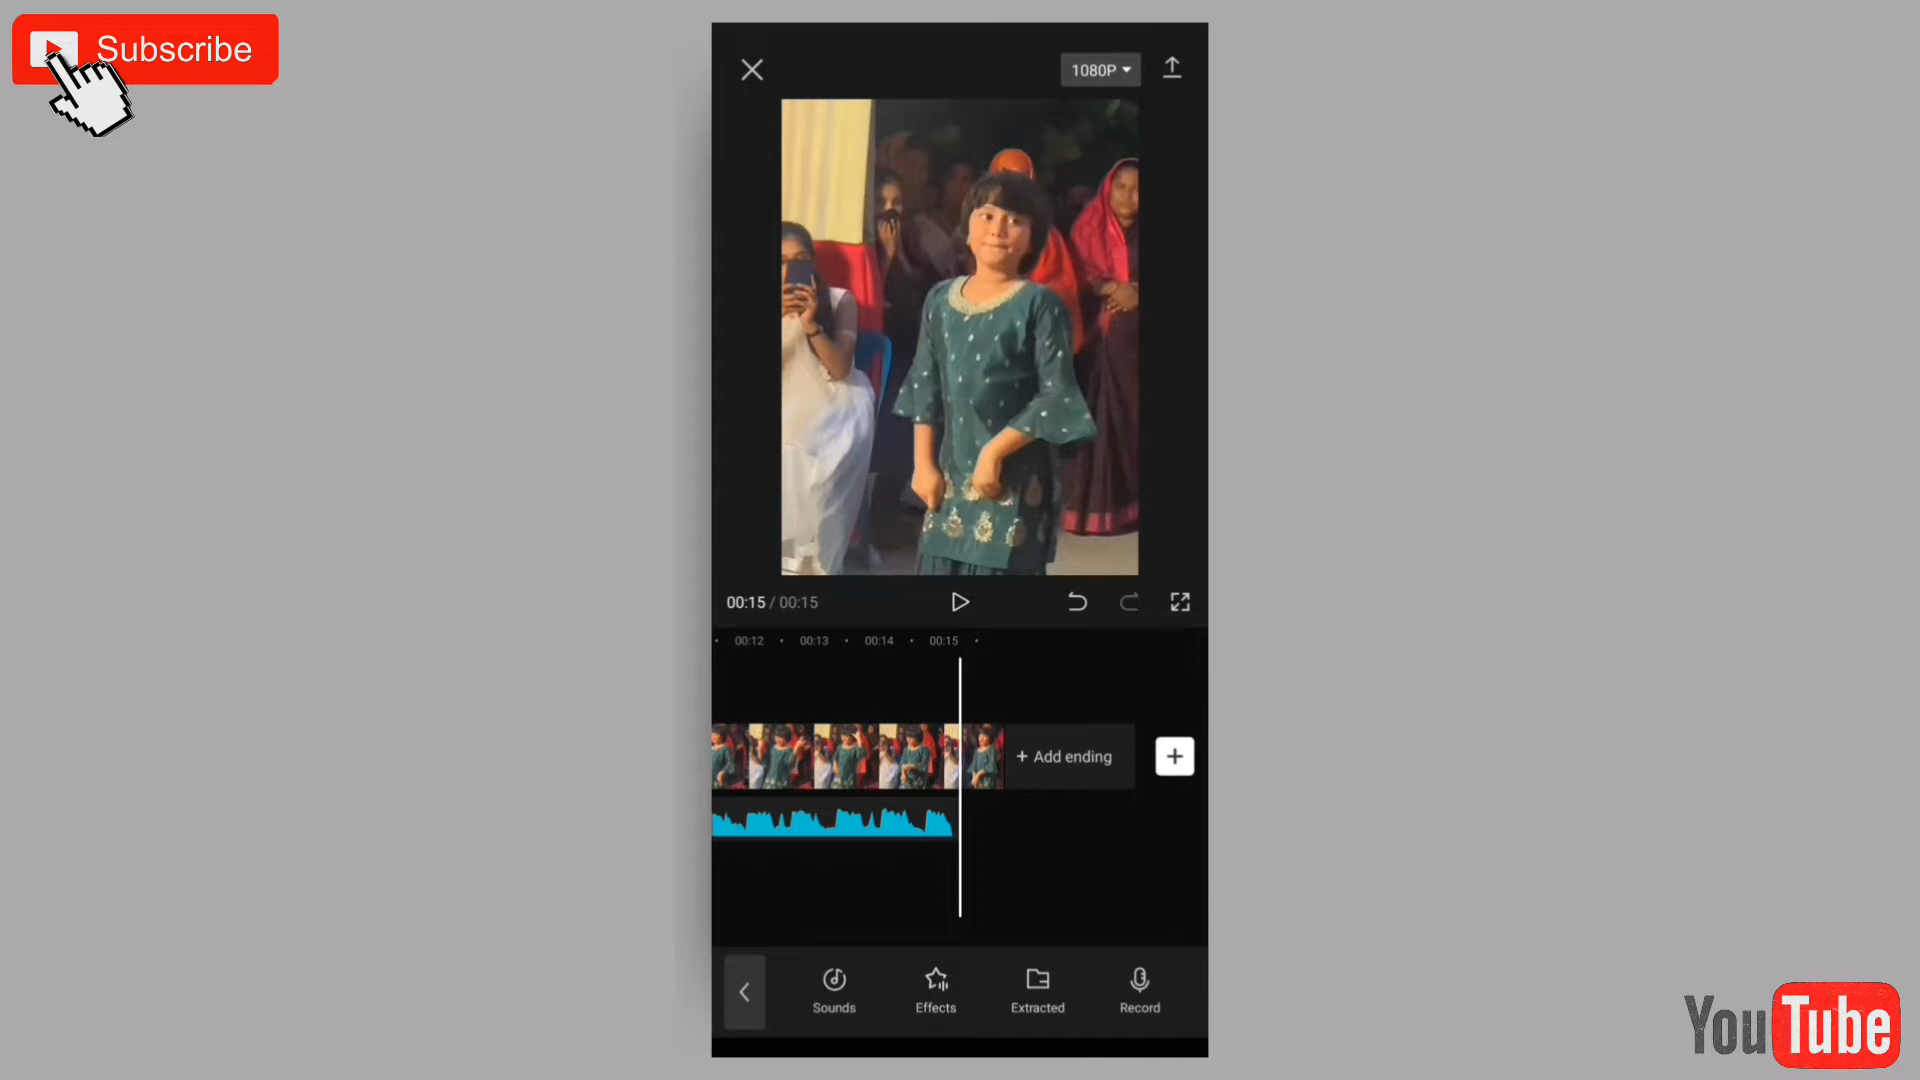 Subscribe
1080P
00:15 / 00:15
00:12 00:13 00:14 00:15
+ Add ending
Sounds Effects Extracted Record
YouTube